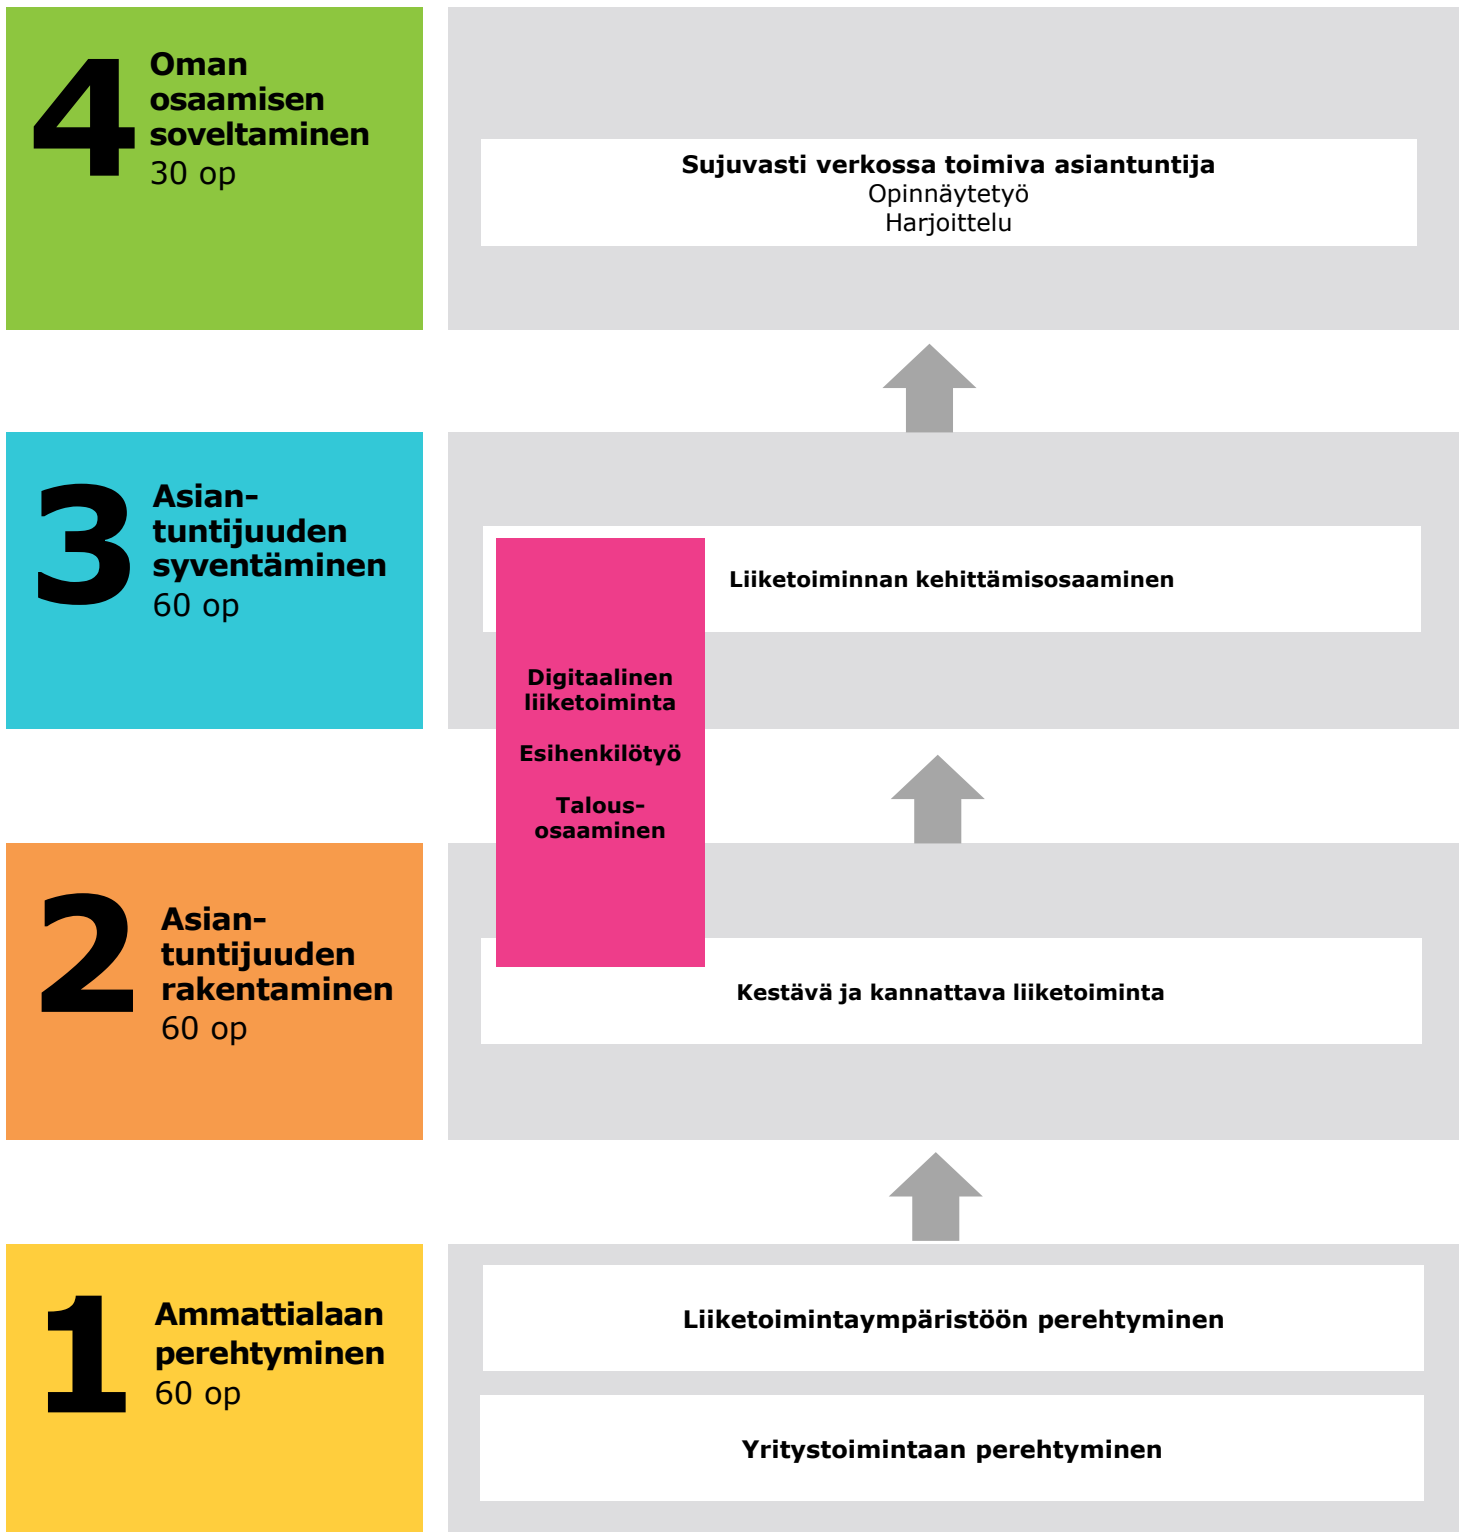 4
Oman
osaamisen
soveltaminen
30 op
Sujuvasti verkossa toimiva asiantuntija
Opinnäytetyö
Harjoittelu
3
Asian-
tuntijuuden
syventäminen
60 op
Liiketoiminnan kehittämisosaaminen
Digitaalinen
liiketoiminta
Esihenkilötyö
Talous-
osaaminen
2
Asian-
tuntijuuden
rakentaminen
60 op
Kestävä ja kannattava liiketoiminta
1
Ammattialaan
perehtyminen
60 op
Liiketoimintaympäristöön perehtyminen
Yritystoimintaan perehtyminen